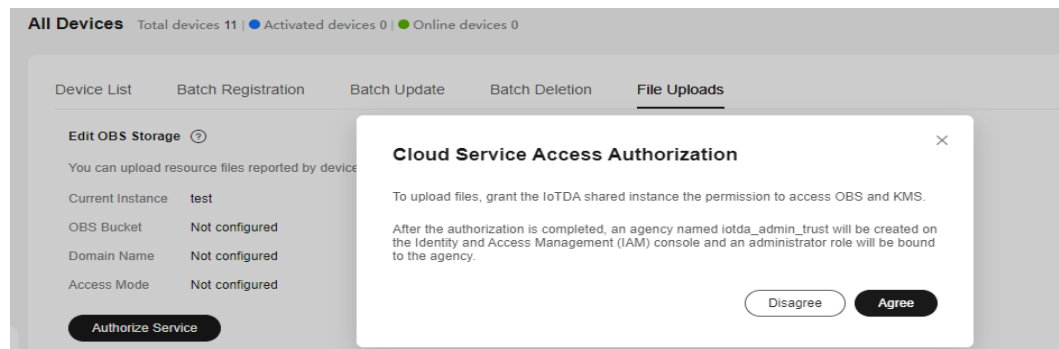 All Devices Total devices 11 | Activated devices 0 | Online devices 0
Device List Batch Registration Batch Update Batch Deletion File Uploads
Edit OBS Storage ?
You can upload resource files reported by device
Current Instance test
OBS Bucket Not configured
Domain Name Not configured
Access Mode Not configured
Authorize Service
Cloud Service Access Authorization
To upload files, grant the IoTDA shared instance the permission to access OBS and KMS.
After the authorization is completed, an agency named iotda_admin_trust will be created on
the Identity and Access Management (IAM) console and an administrator role will be bound
to the agency.
Disagree Agree